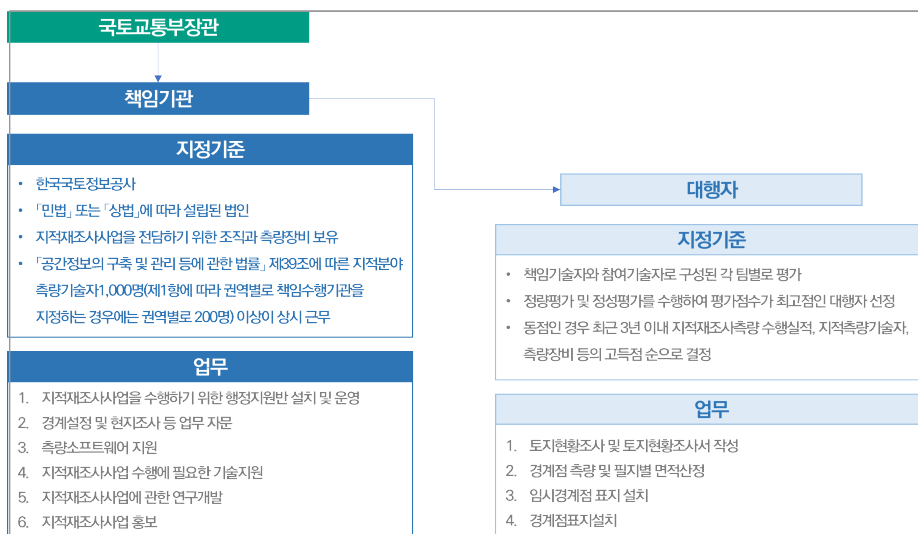 국토교통부장관
책임기관
지정기준
• 한국국토정보공사
• 「민법」 또는 「상법」에 따라 설립된 법인
• 지적재조사사업을 전담하기 위한 조직과 측량장비 보유
• 「공간정보의 구축 및 관리 등에 관한 법률」 제39조에 따른 지적분야
측량기술자1,000명(제1항에 따라 권역별로 책임수행기관을
지정하는 경우에는 권역별로 200명) 이상이 상시 근무
업무
1. 지적재조사사업을 수행하기 위한 행정지원반 설치 및 운영
2. 경계설정 및 현지조사 등 업무 자문
3. 측량소프트웨어 지원
4. 지적재조사사업 수행에 필요한 기술지원
5. 지적재조사사업에 관한 연구개발
6. 지적재조사사업 홍보
대행자
지정기준
• 책임기술자와 참여기술자로 구성된 각 팀별로 평가
• 정량평가 및 정성평가를 수행하여 평가점수가 최고점인 대행자 선정
• 동점인 경우 최근 3년 이내 지적재조사측량 수행실적, 지적측량기술자,
측량장비 등의 고득점 순으로 결정
업무
1. 토지현황조사 및 토지현황조사서 작성
2. 경계점 측량 및 필지별 면적산정
3. 임시경계점 표지 설치
4. 경계점표지설치